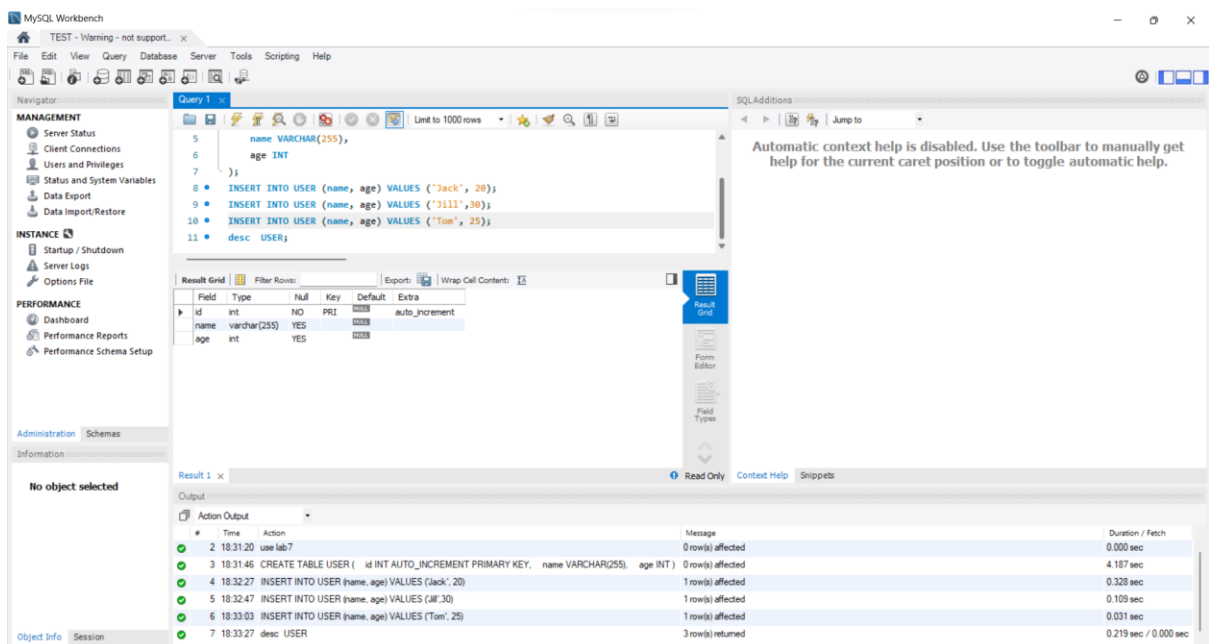 MySQL Workbench
TEST - Warning - not support... ×
File Edit View Query Database Server Tools Scripting Help
Navigator
MANAGEMENT
Server Status
Client Connections
Users and Privileges
Status and System Variables
Data Export
Data Import/Restore
INSTANCE
Startup / Shutdown
Server Logs
Options File
PERFORMANCE
Dashboard
Performance Reports
Performance Schema Setup
Administration Schemas
Information
No object selected
Object Info Session
Query 1 ×
Limit to 1000 rows
5 name VARCHAR(255),
6 age INT
7 );
8 INSERT INTO USER (name, age) VALUES ('Jack', 20);
9 INSERT INTO USER (name, age) VALUES ('Jill',30);
10 INSERT INTO USER (name, age) VALUES ('Tom', 25);
11 desc USER;
Result Grid Filter Rows: Export: Wrap Cell Content: IA
Field Type Null Key Default Extra
id int NO PRI NULL auto_increment
name varchar(255) YES NULL
age int YES NULL
Result Grid
Form Editor
Field Types
Result 1 × Read Only
SQLAdditions
Jump to
Automatic context help is disabled. Use the toolbar to manually get
help for the current caret position or to toggle automatic help.
Context Help Snippets
Output
Action Output
# Time Action Message Duration / Fetch
2 18:31:20 use lab7 0 row(s) affected 0.000 sec
3 18:31:46 CREATE TABLE USER ( id INT AUTO_INCREMENT PRIMARY KEY, name VARCHAR(255), age INT ) 0 row(s) affected 4.187 sec
4 18:32:27 INSERT INTO USER (name, age) VALUES ('Jack', 20) 1 row(s) affected 0.328 sec
5 18:32:47 INSERT INTO USER (name, age) VALUES ('Jill',30) 1 row(s) affected 0.109 sec
6 18:33:03 INSERT INTO USER (name, age) VALUES ('Tom', 25) 1 row(s) affected 0.031 sec
7 18:33:27 desc USER 3 row(s) returned 0.219 sec / 0.000 sec